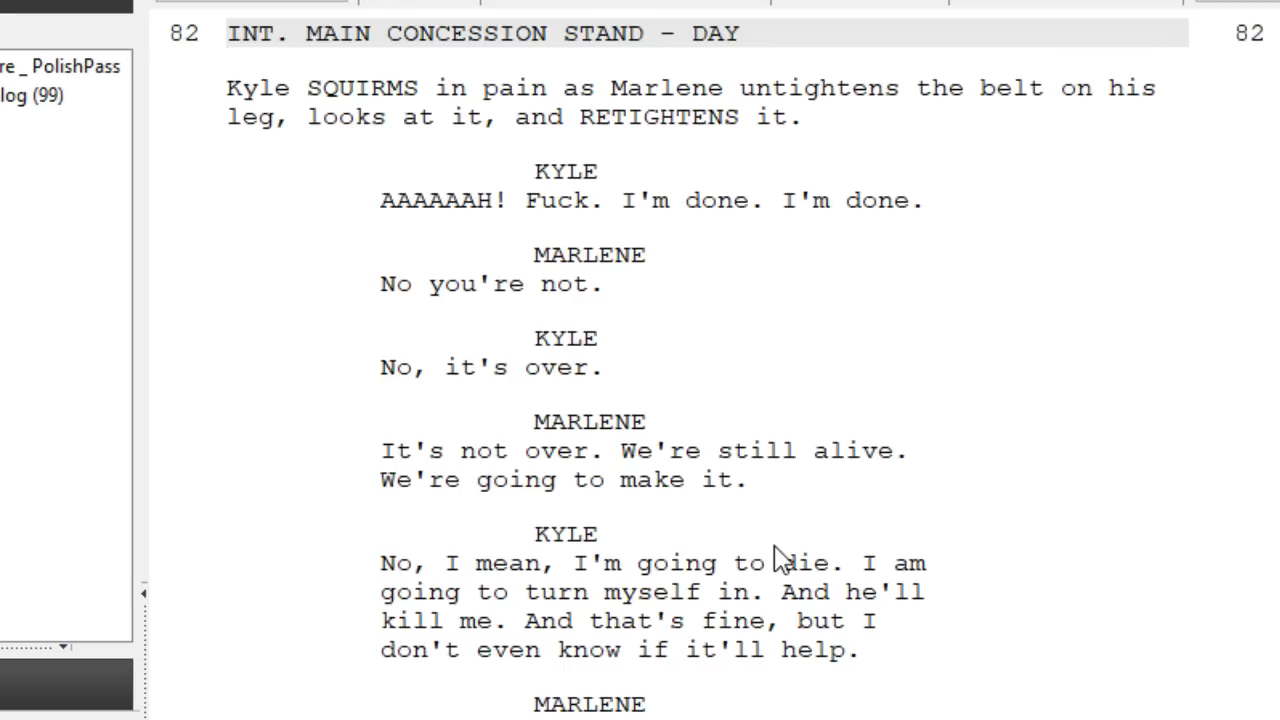 82 INT. MAIN CONCESSION STAND - DAY 82
re _ PolishPass
log (99)
Kyle SQUIRMS in pain as Marlene untightens the belt on his
leg, looks at it, and RETIGHTENS it.
KYLE
AAAAAAH! Fuck. I'm done. I'm done.
MARLENE
No you're not.
KYLE
No, it's over.
MARLENE
It's not over. We're still alive.
We're going to make it.
KYLE
No, I mean, I'm going to die. I am
going to turn myself in. And he'll
kill me. And that's fine, but I
don't even know if it'll help.
MARLENE